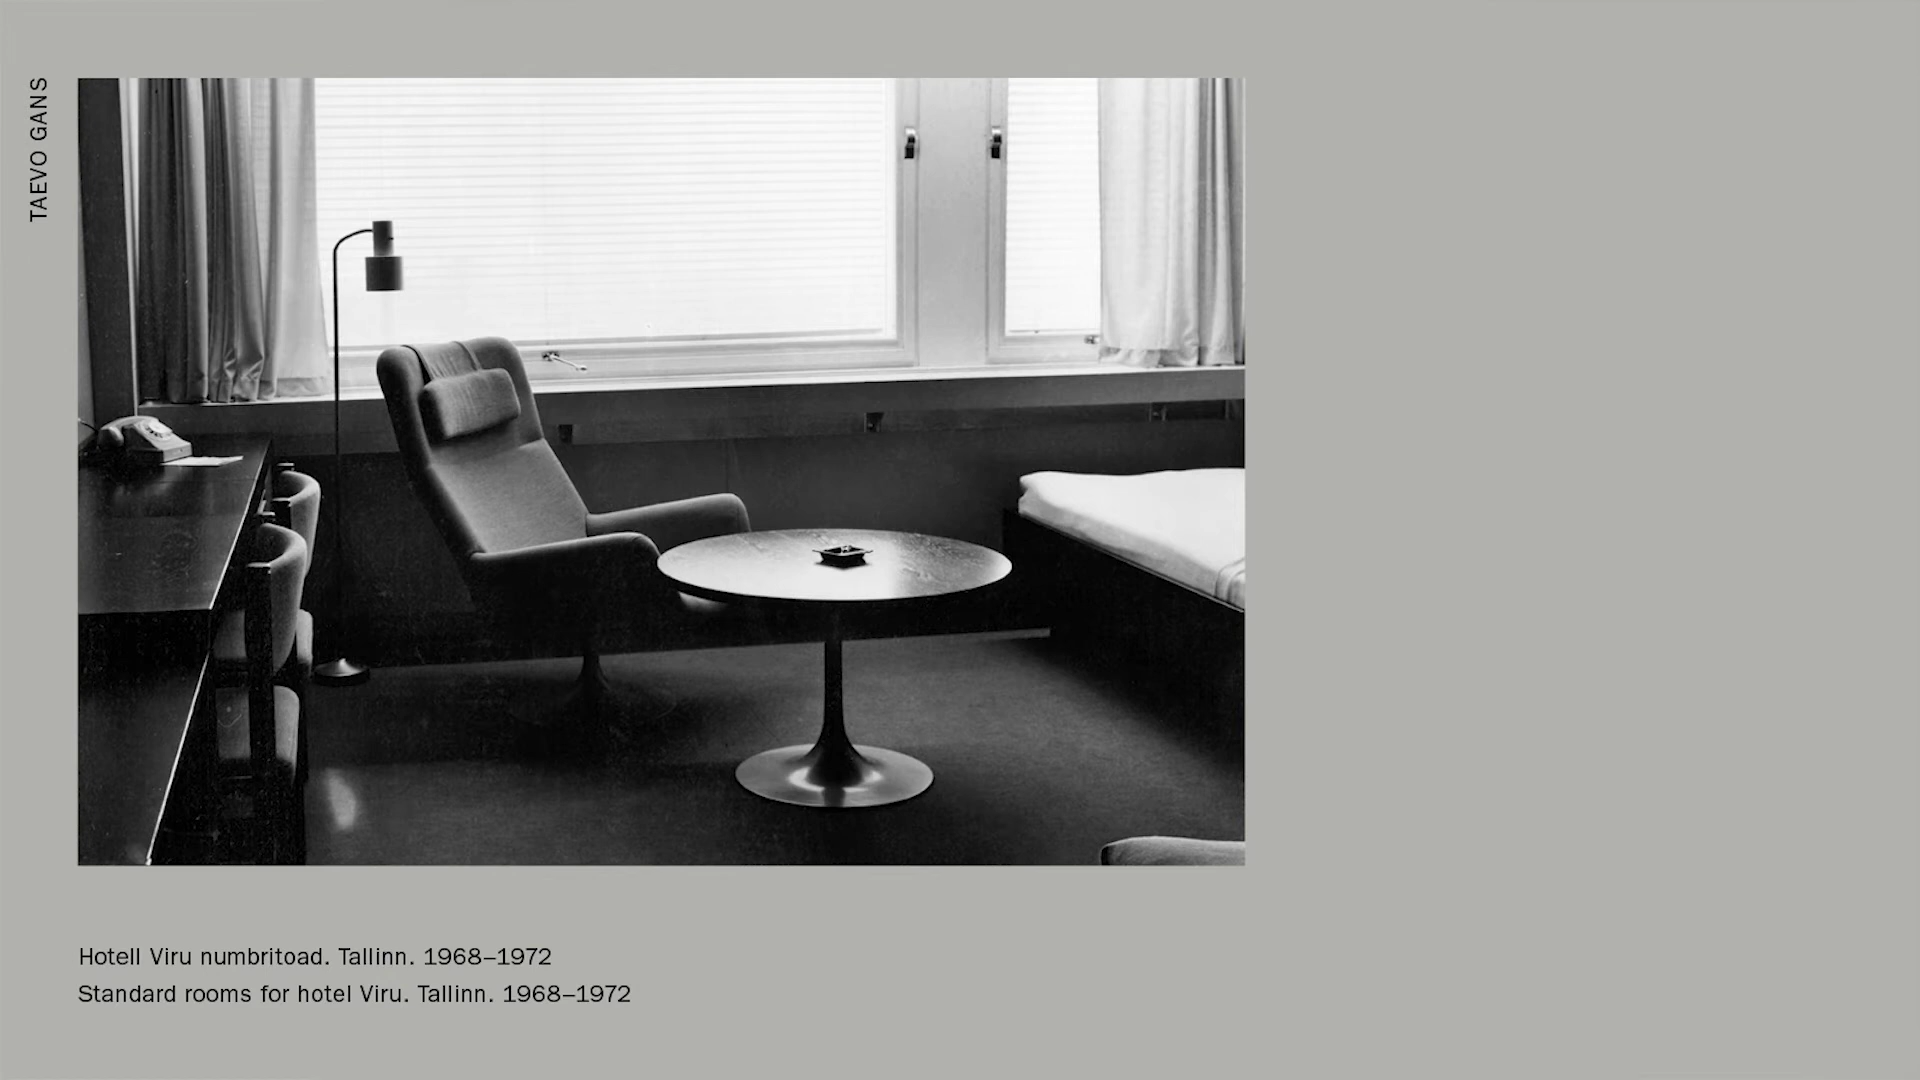 TAEVO GANS
Hotell Viru numbritoad. Tallinn. 1968–1972
Standard rooms for hotel Viru. Tallinn. 1968–1972